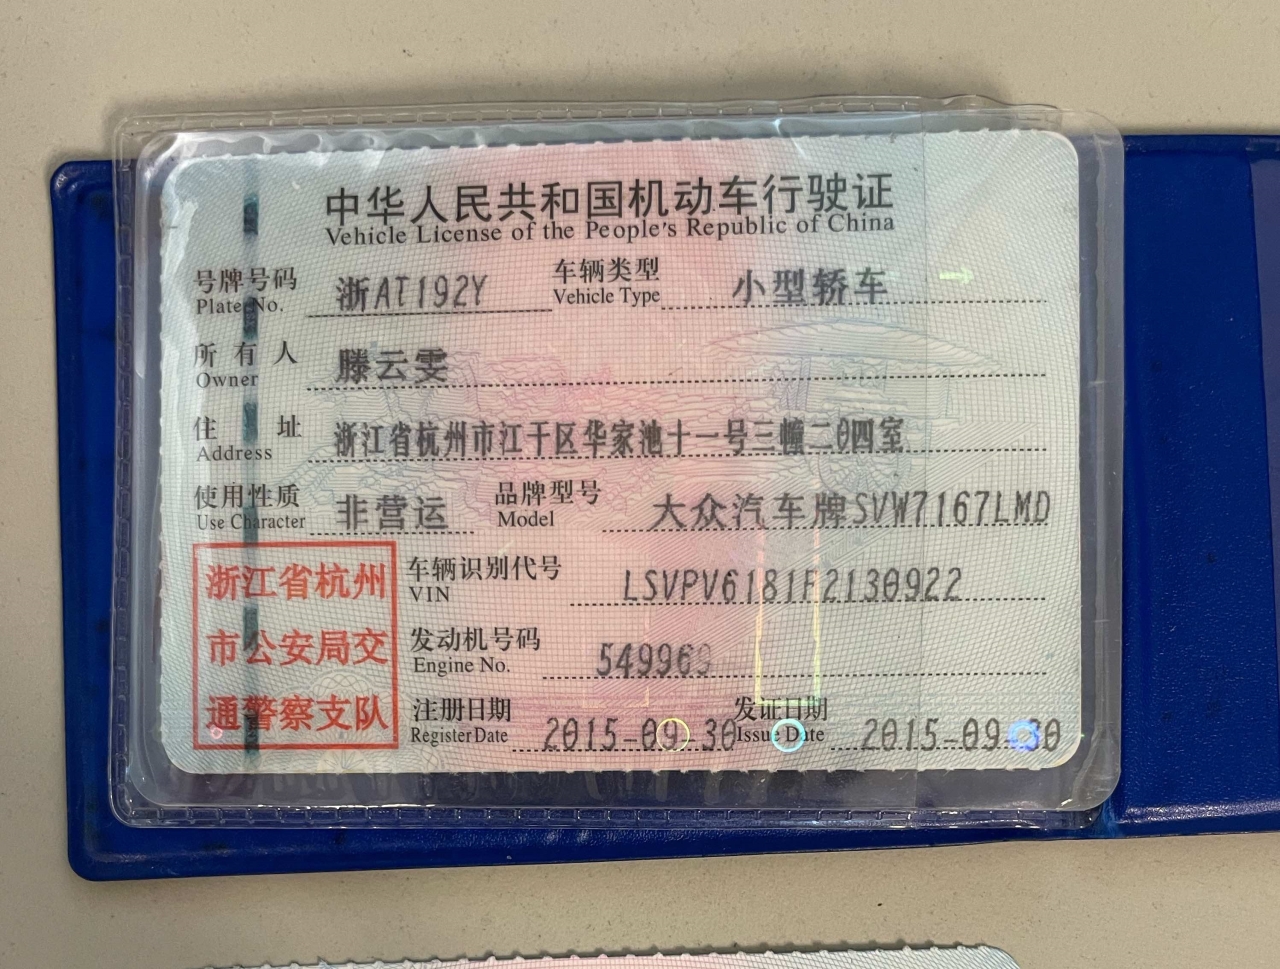 中华人民共和国机动车行驶证
Vehicle License of the People's Republic of China
号牌号码 浙AT192Y 车辆类型 小型轿车
Plate No. Vehicle Type
所有人 滕云雯
Owner
住址 浙江省杭州市江干区华家池十一号三幢二0四室
Address
使用性质 非营运 品牌型号 大众汽车牌SVW7167LMD
Use Character Model
浙江省杭州
市公安局交
通警察支队
车辆识别代号 LSVPV6181F2130922
VIN
发动机号码 549963
Engine No.
注册日期 2015-09-30 发证日期 2015-09-30
Register Date Issue Date